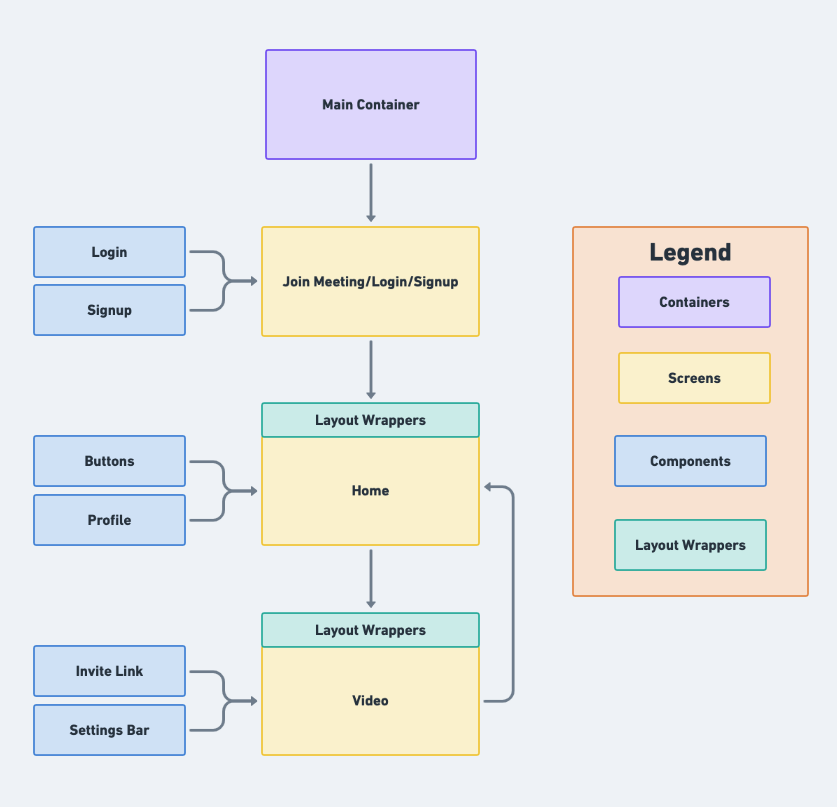 Main Container
Login
Signup
Join Meeting/Login/Signup
Layout Wrappers
Buttons
Profile
Home
Layout Wrappers
Invite Link
Settings Bar
Video
Legend
Containers
Screens
Components
Layout Wrappers